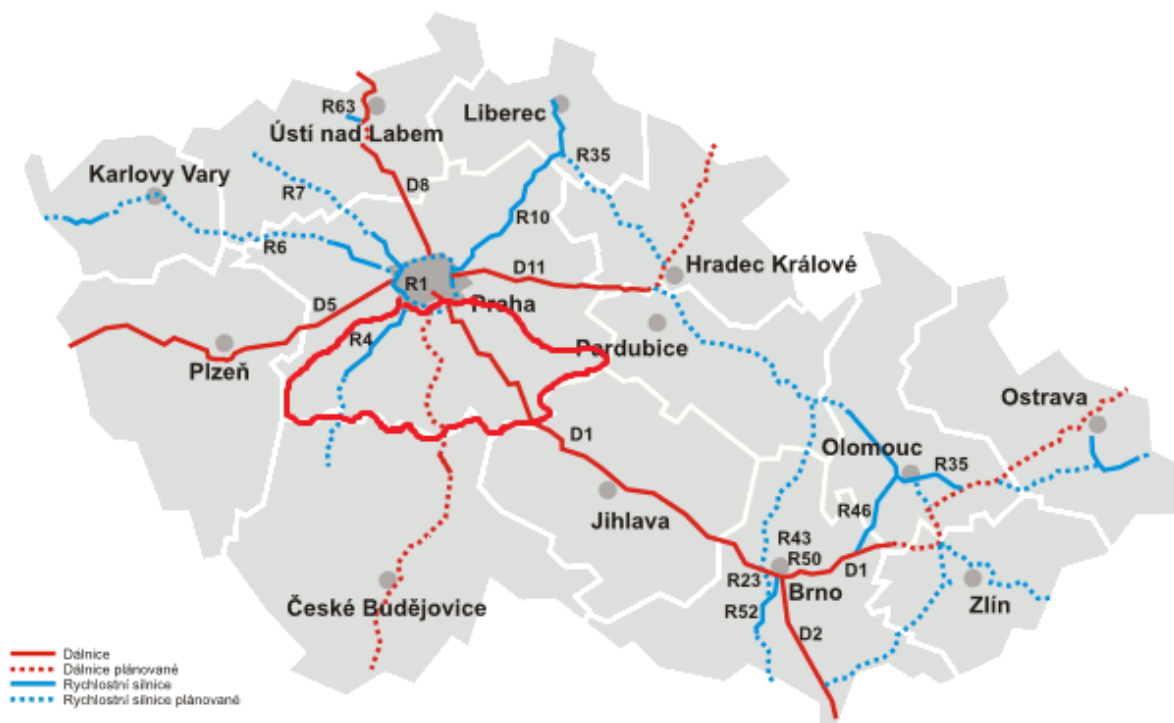 R63
Ústí nad Labem
Liberec
R35
Karlovy Vary
R7
D8
R10
R6
D11
Hradec Králové
R1
Praha
D5
R4
Pardubice
Plzeň
Ostrava
D1
Olomouc
R35
Jihlava
R46
R43
R50
D1
R23
Brno
Zlín
České Budějovice
R52
D2
Dálnice
Dálnice plánované
Rychlostní silnice
Rychlostní silnice plánované